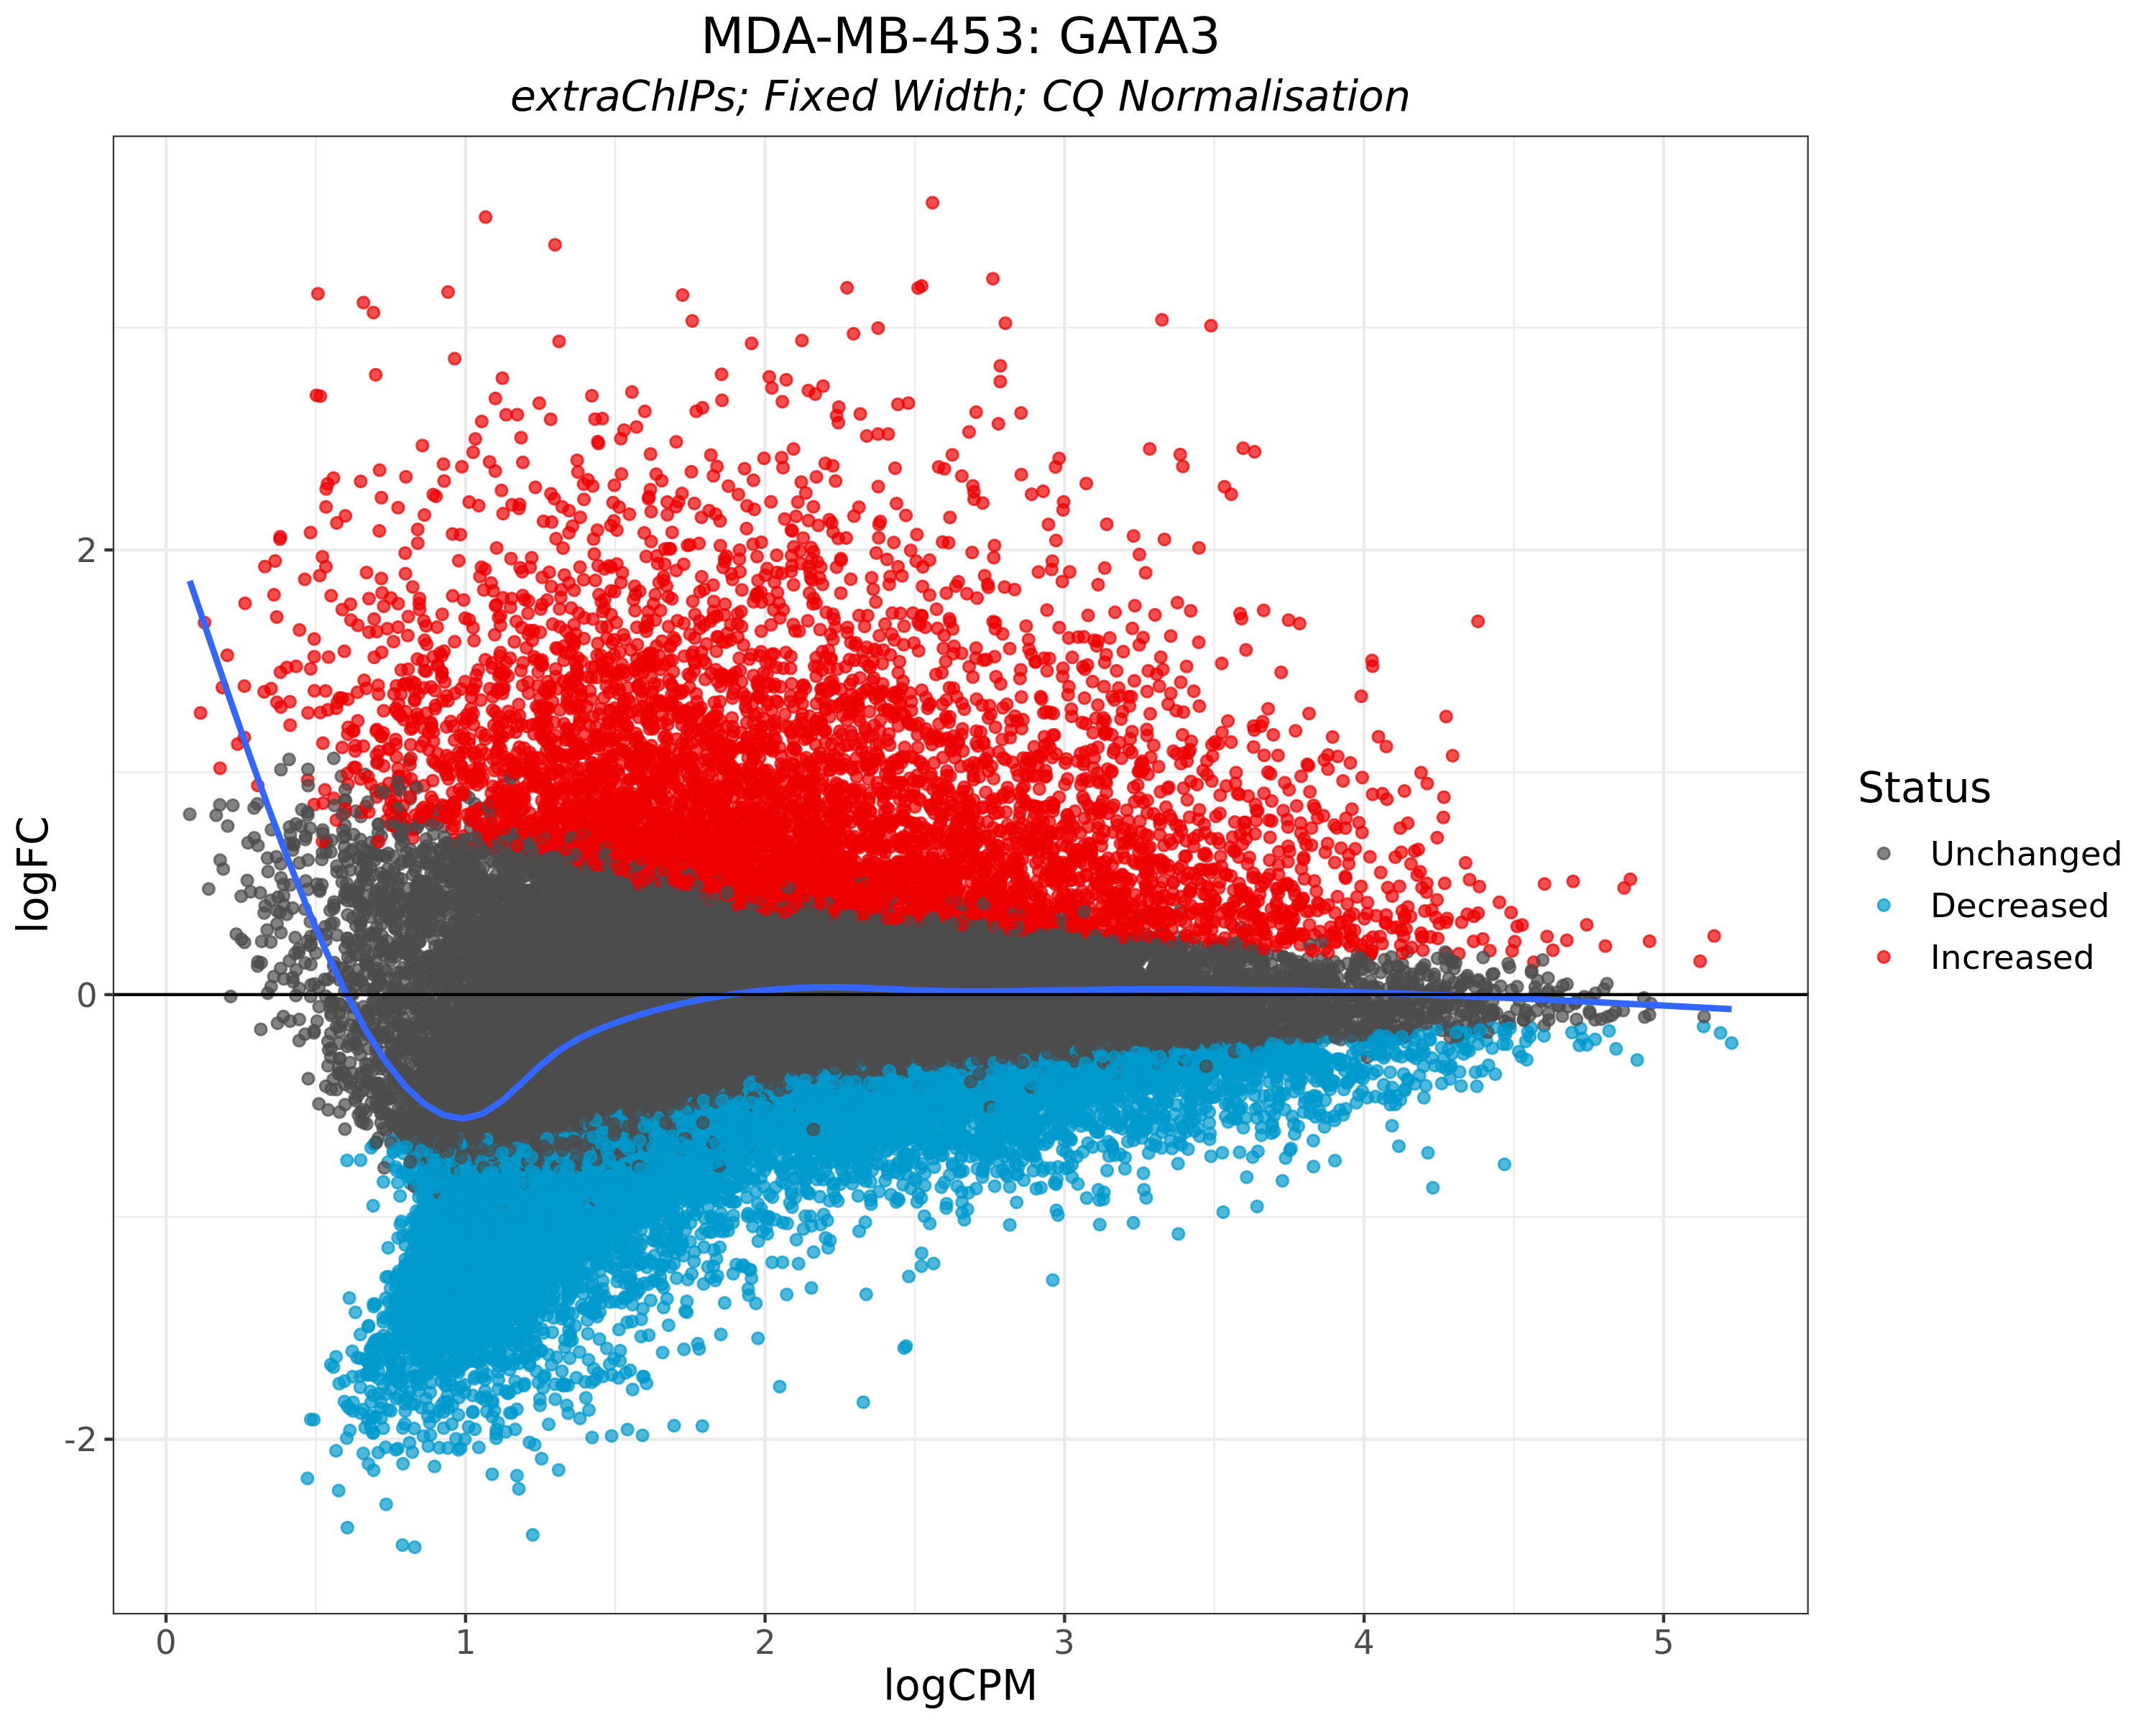 MDA-MB-453: GATA3
extraChIPs; Fixed Width; CQ Normalisation
logFC
2
0
-2
0 1 2 3 4 5
logCPM
Status
Unchanged
Decreased
Increased